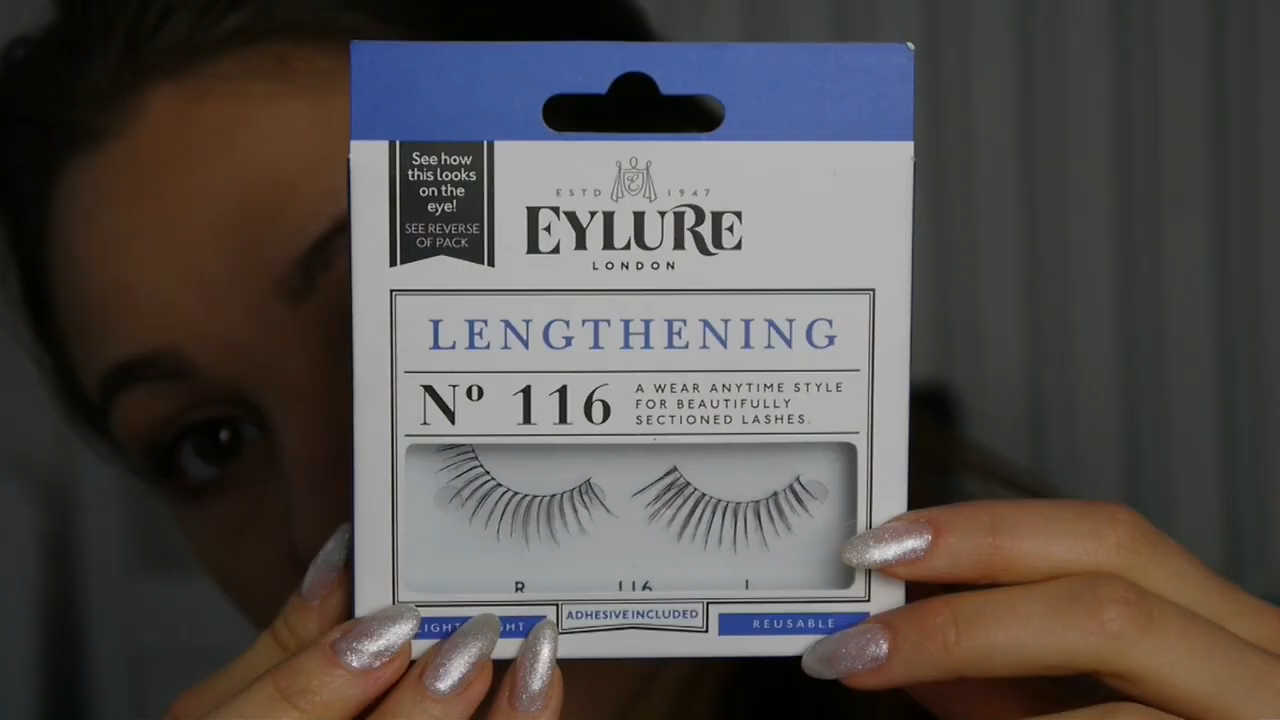 See how
this looks
on the
eye!
SEE REVERSE
OF PACK
ESTD E 1947
EYLURE
LONDON
LENGTHENING
Nº 116
A WEAR ANYTIME STYLE
FOR BEAUTIFULLY
SECTIONED LASHES.
R 116 L
ADHESIVE INCLUDED
REUSABLE